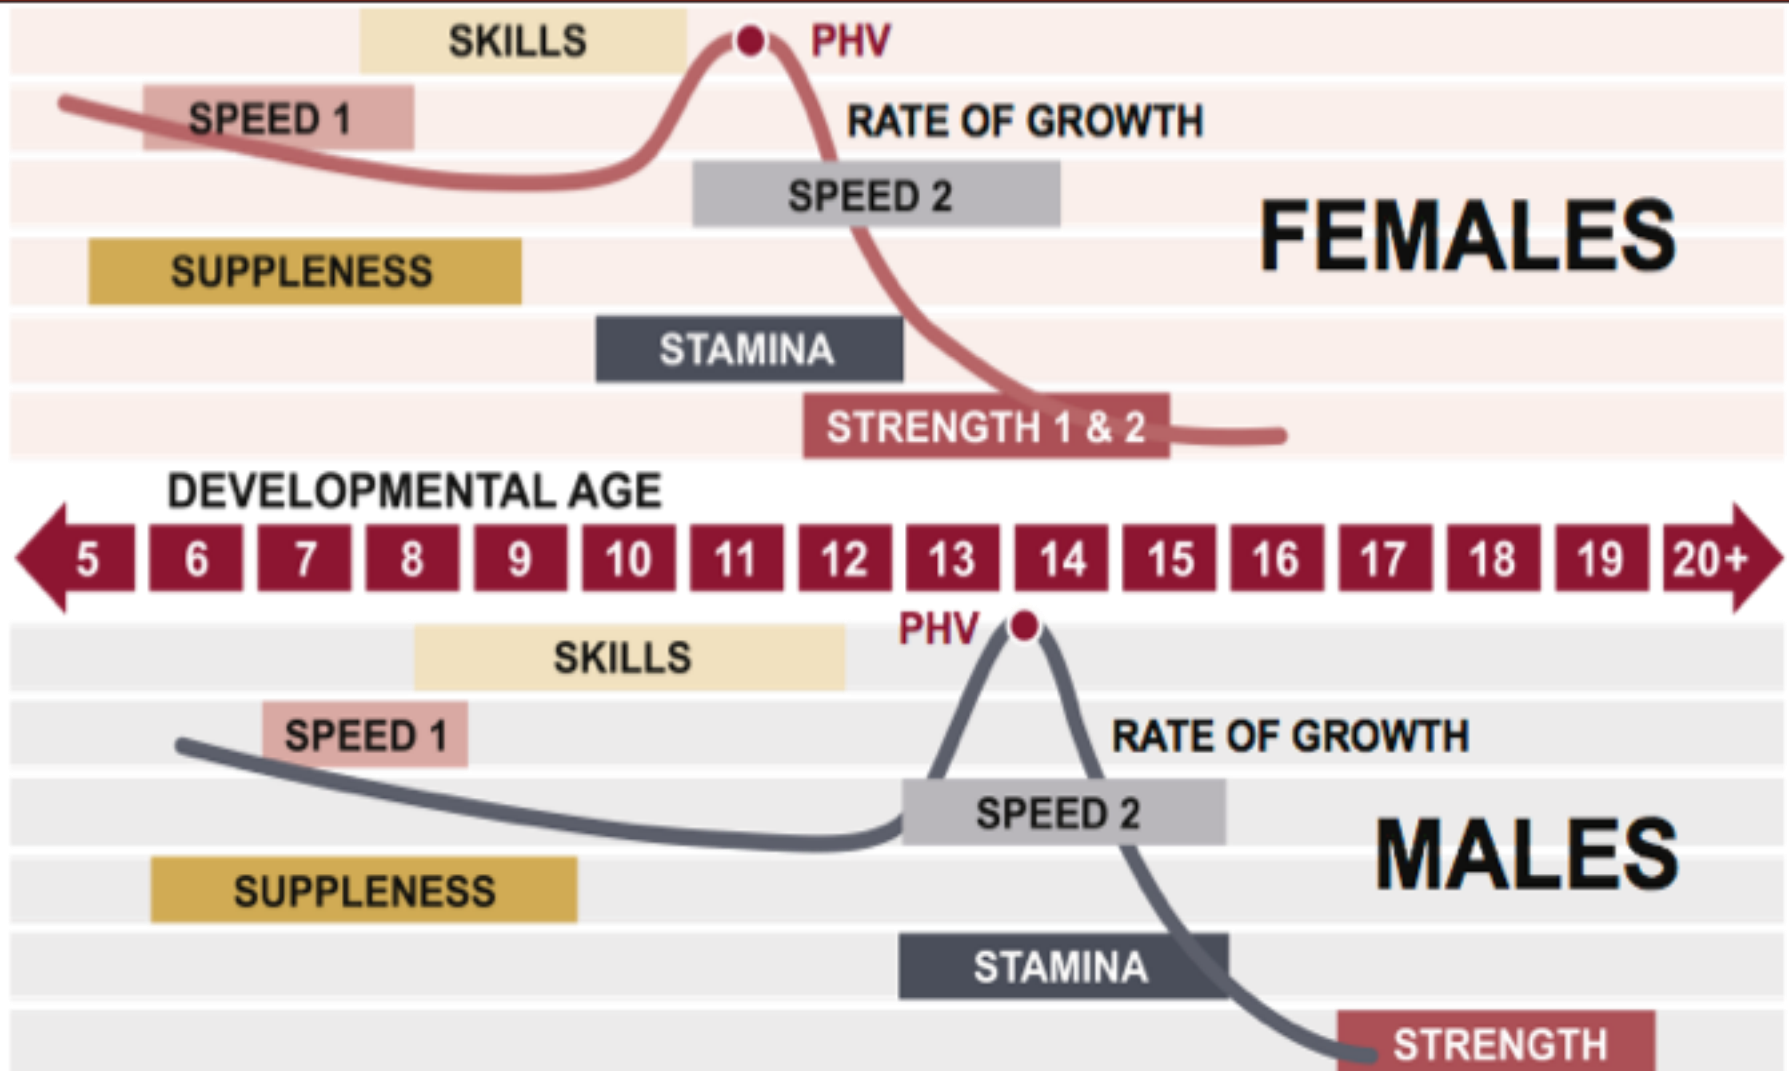 SKILLS
PHV
SPEED 1
RATE OF GROWTH
SPEED 2
FEMALES
SUPPLENESS
STAMINA
STRENGTH 1 & 2
DEVELOPMENTAL AGE
5 6 7 8 9 10 11 12 13 14 15 16 17 18 19 20+
PHV
SKILLS
SPEED 1
RATE OF GROWTH
SPEED 2
MALES
SUPPLENESS
STAMINA
STRENGTH